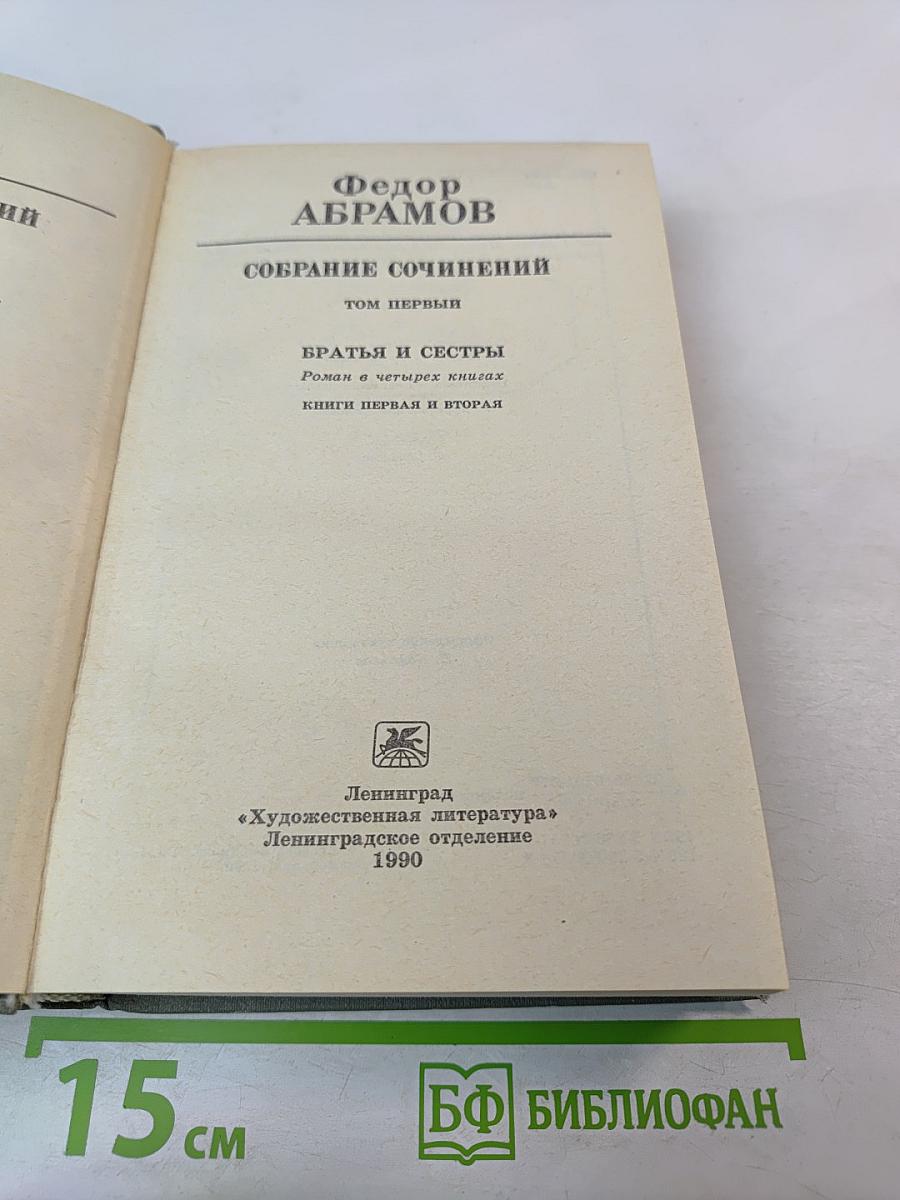 ИЙ
Федор
АБРАМОВ
СОБРАНИЕ СОЧИНЕНИЙ
ТОМ ПЕРВЫЙ
БРАТЬЯ И СЕСТРЫ
Роман в четырех книгах
КНИГИ ПЕРВАЯ И ВТОРАЯ
Ленинград
«Художественная литература»
Ленинградское отделение
1990
15 см
БФ БИБЛИОФАН